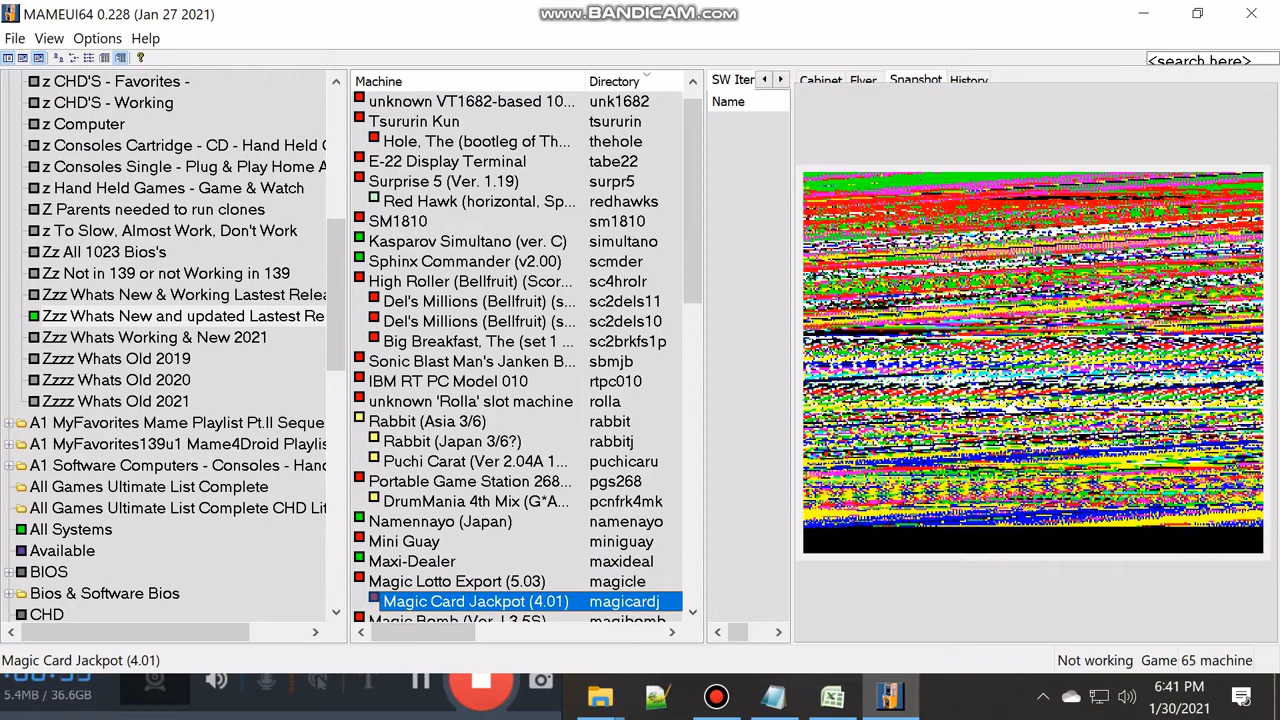 MAMEUI64 0.228 (Jan 27 2021)
WWW.BANDICAM.COM
File View Options Help
<search here>
z CHD'S - Favorites -
z CHD'S - Working
z Computer
z Consoles Cartridge - CD - Hand Held
z Consoles Single - Plug & Play Home A
z Hand Held Games - Game & Watch
Z Parents needed to run clones
z To Slow, Almost Work, Don't Work
Zz All 1023 Bios's
Zz Not in 139 or not Working in 139
Zzz Whats New & Working Lastest Relea
Zzz Whats New and updated Lastest Re
Zzz Whats Working & New 2021
Zzzz Whats Old 2019
Zzzz Whats Old 2020
Zzzz Whats Old 2021
A1 MyFavorites Mame Playlist Pt.II Seque
A1 MyFavorites139u1 Mame4Droid Playlis
A1 Software Computers - Consoles - Han
All Games Ultimate List Complete
All Games Ultimate List Complete CHD Lit
All Systems
Available
BIOS
Bios & Software Bios
CHD
Machine Directory
unknown VT1682-based 10... unk1682
Tsururin Kun tsururin
Hole, The (bootleg of Th... thehole
E-22 Display Terminal tabe22
Surprise 5 (Ver. 1.19) surpr5
Red Hawk (horizontal, Sp... redhawks
SM1810 sm1810
Kasparov Simultano (ver. C) simultano
Sphinx Commander (v2.00) scmder
High Roller (Bellfruit) (Scor... sc4hrolr
Del's Millions (Bellfruit) (s... sc2dels11
Del's Millions (Bellfruit) (s... sc2dels10
Big Breakfast, The (set 1 ... sc2brkfs1p
Sonic Blast Man's Janken B... sbmjb
IBM RT PC Model 010 rtpc010
unknown 'Rolla' slot machine rolla
Rabbit (Asia 3/6) rabbit
Rabbit (Japan 3/6?) rabbitj
Puchi Carat (Ver 2.04A 1... puchicaru
Portable Game Station 268... pgs268
DrumMania 4th Mix (G*A... pcnfrk4mk
Namennayo (Japan) namenayo
Mini Guay miniguay
Maxi-Dealer maxideal
Magic Lotto Export (5.03) magicle
Magic Card Jackpot (4.01) magicardj
magibomb
SW Iter
Name
Cabinet Flyer Snapshot History
Magic Card Jackpot (4.01)
Not working Game 65 machine
5.4MB / 36.6GB
6:41 PM
1/30/2021